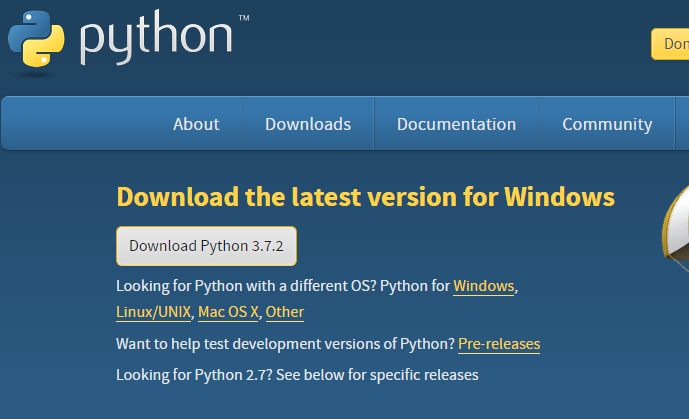 python™
Don
About Downloads Documentation Community
Download the latest version for Windows
Download Python 3.7.2
Looking for Python with a different OS? Python for Windows,
Linux/UNIX, Mac OS X, Other
Want to help test development versions of Python? Pre-releases
Looking for Python 2.7? See below for specific releases